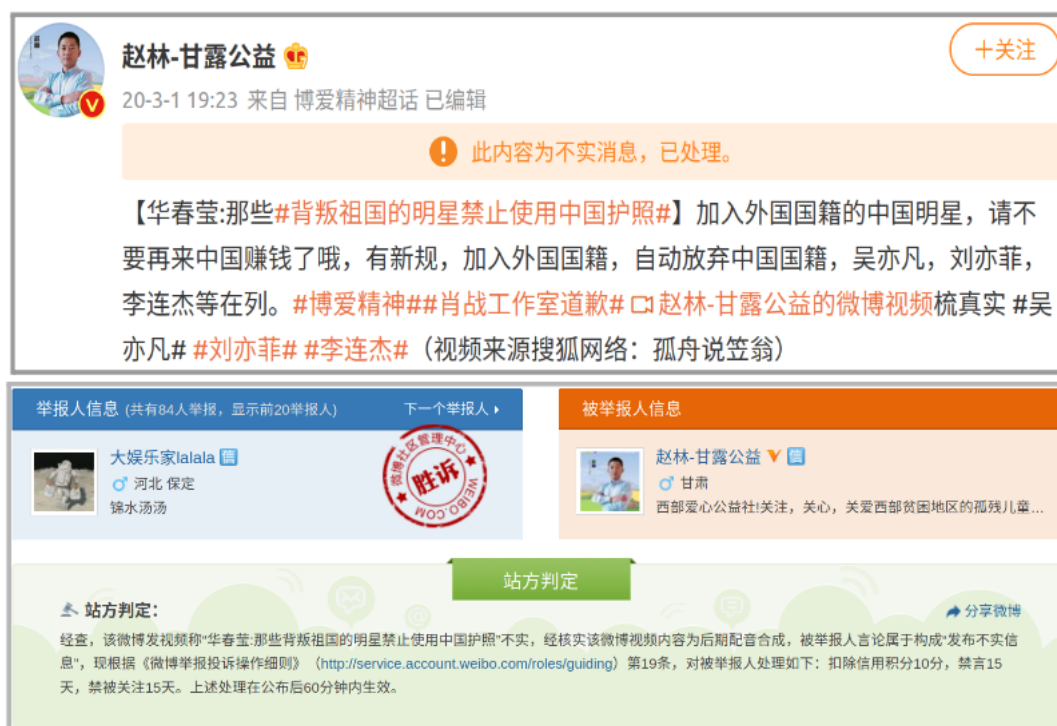 赵林-甘露公益
+关注
20-3-1 19:23 来自 博爱精神超话 已编辑
此内容为不实消息，已处理。
【华春莹:那些#背叛祖国的明星禁止使用中国护照#】加入外国国籍的中国明星，请不
要再来中国赚钱了哦，有新规，加入外国国籍，自动放弃中国国籍，吴亦凡，刘亦菲，
李连杰等在列。#博爱精神##肖战工作室道歉# 赵林-甘露公益的微博视频梳真实 #吴
亦凡# #刘亦菲# #李连杰#（视频来源搜狐网络：孤舟说笠翁）
举报人信息 (共有84人举报，显示前20举报人) 下一个举报人
大娱乐家lalala 信
河北 保定
锦水汤汤
微博社区管理中心
胜诉
WEIBO.COM
被举报人信息
赵林-甘露公益 信
甘肃
西部爱心公益社!关注，关心，关爱西部贫困地区的孤残儿童...
站方判定
站方判定：
分享微博
经查，该微博发视频称“华春莹:那些背叛祖国的明星禁止使用中国护照”不实，经核实该微博视频内容为后期配音合成，被举报人言论属于构成“发布不实信
息”，现根据《微博举报投诉操作细则》（http://service.account.weibo.com/roles/guiding）第19条，对被举报人处理如下：扣除信用积分10分，禁言15
天，禁被关注15天。上述处理在公布后60分钟内生效。